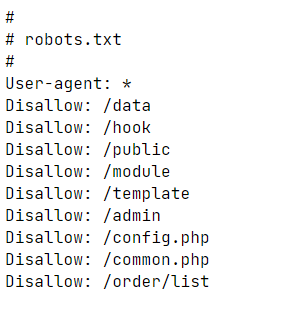 #
# robots.txt
#
User-agent: *
Disallow: /data
Disallow: /hook
Disallow: /public
Disallow: /module
Disallow: /template
Disallow: /admin
Disallow: /config.php
Disallow: /common.php
Disallow: /order/list